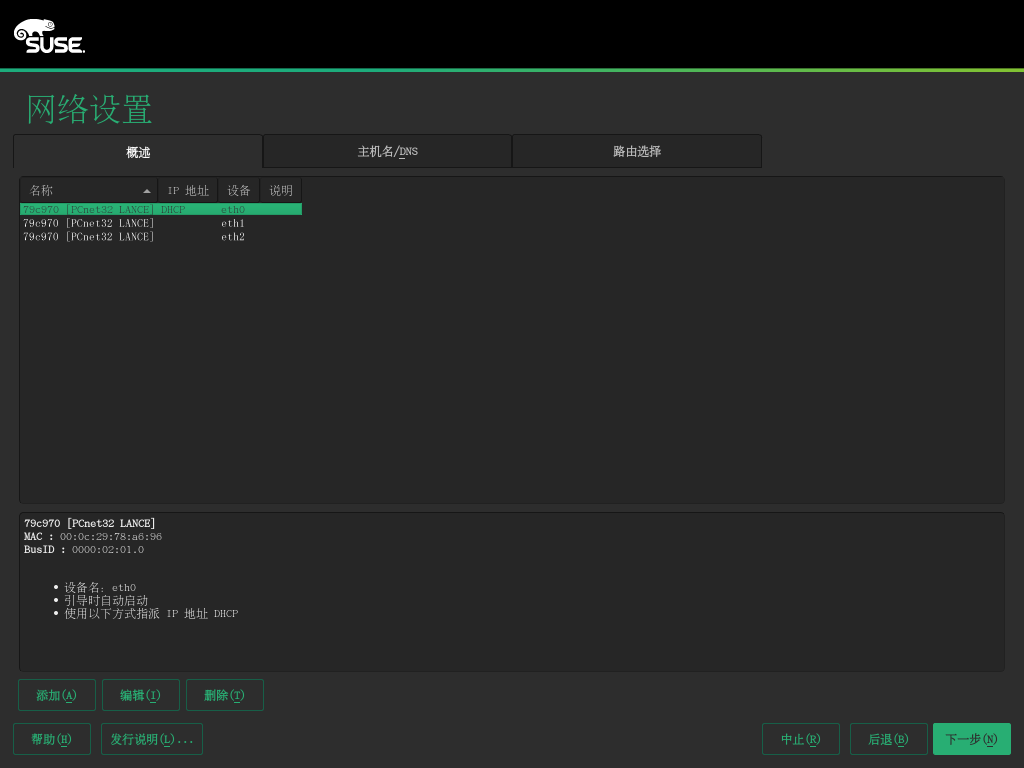 SUSE.
网络设置
概述 主机名/DNS 路由选择
名称 IP 地址 设备 说明
79c970 [PCnet32 LANCE] DHCP eth0
79c970 [PCnet32 LANCE] eth1
79c970 [PCnet32 LANCE] eth2
79c970 [PCnet32 LANCE]
MAC : 00:0c:29:78:a6:96
BusID : 0000:02:01.0
• 设备名: eth0
• 引导时自动启动
• 使用以下方式指派 IP 地址 DHCP
添加(A) 编辑(I) 删除(T)
帮助(H) 发行说明(L)... 中止(R) 后退(B) 下一步(N)